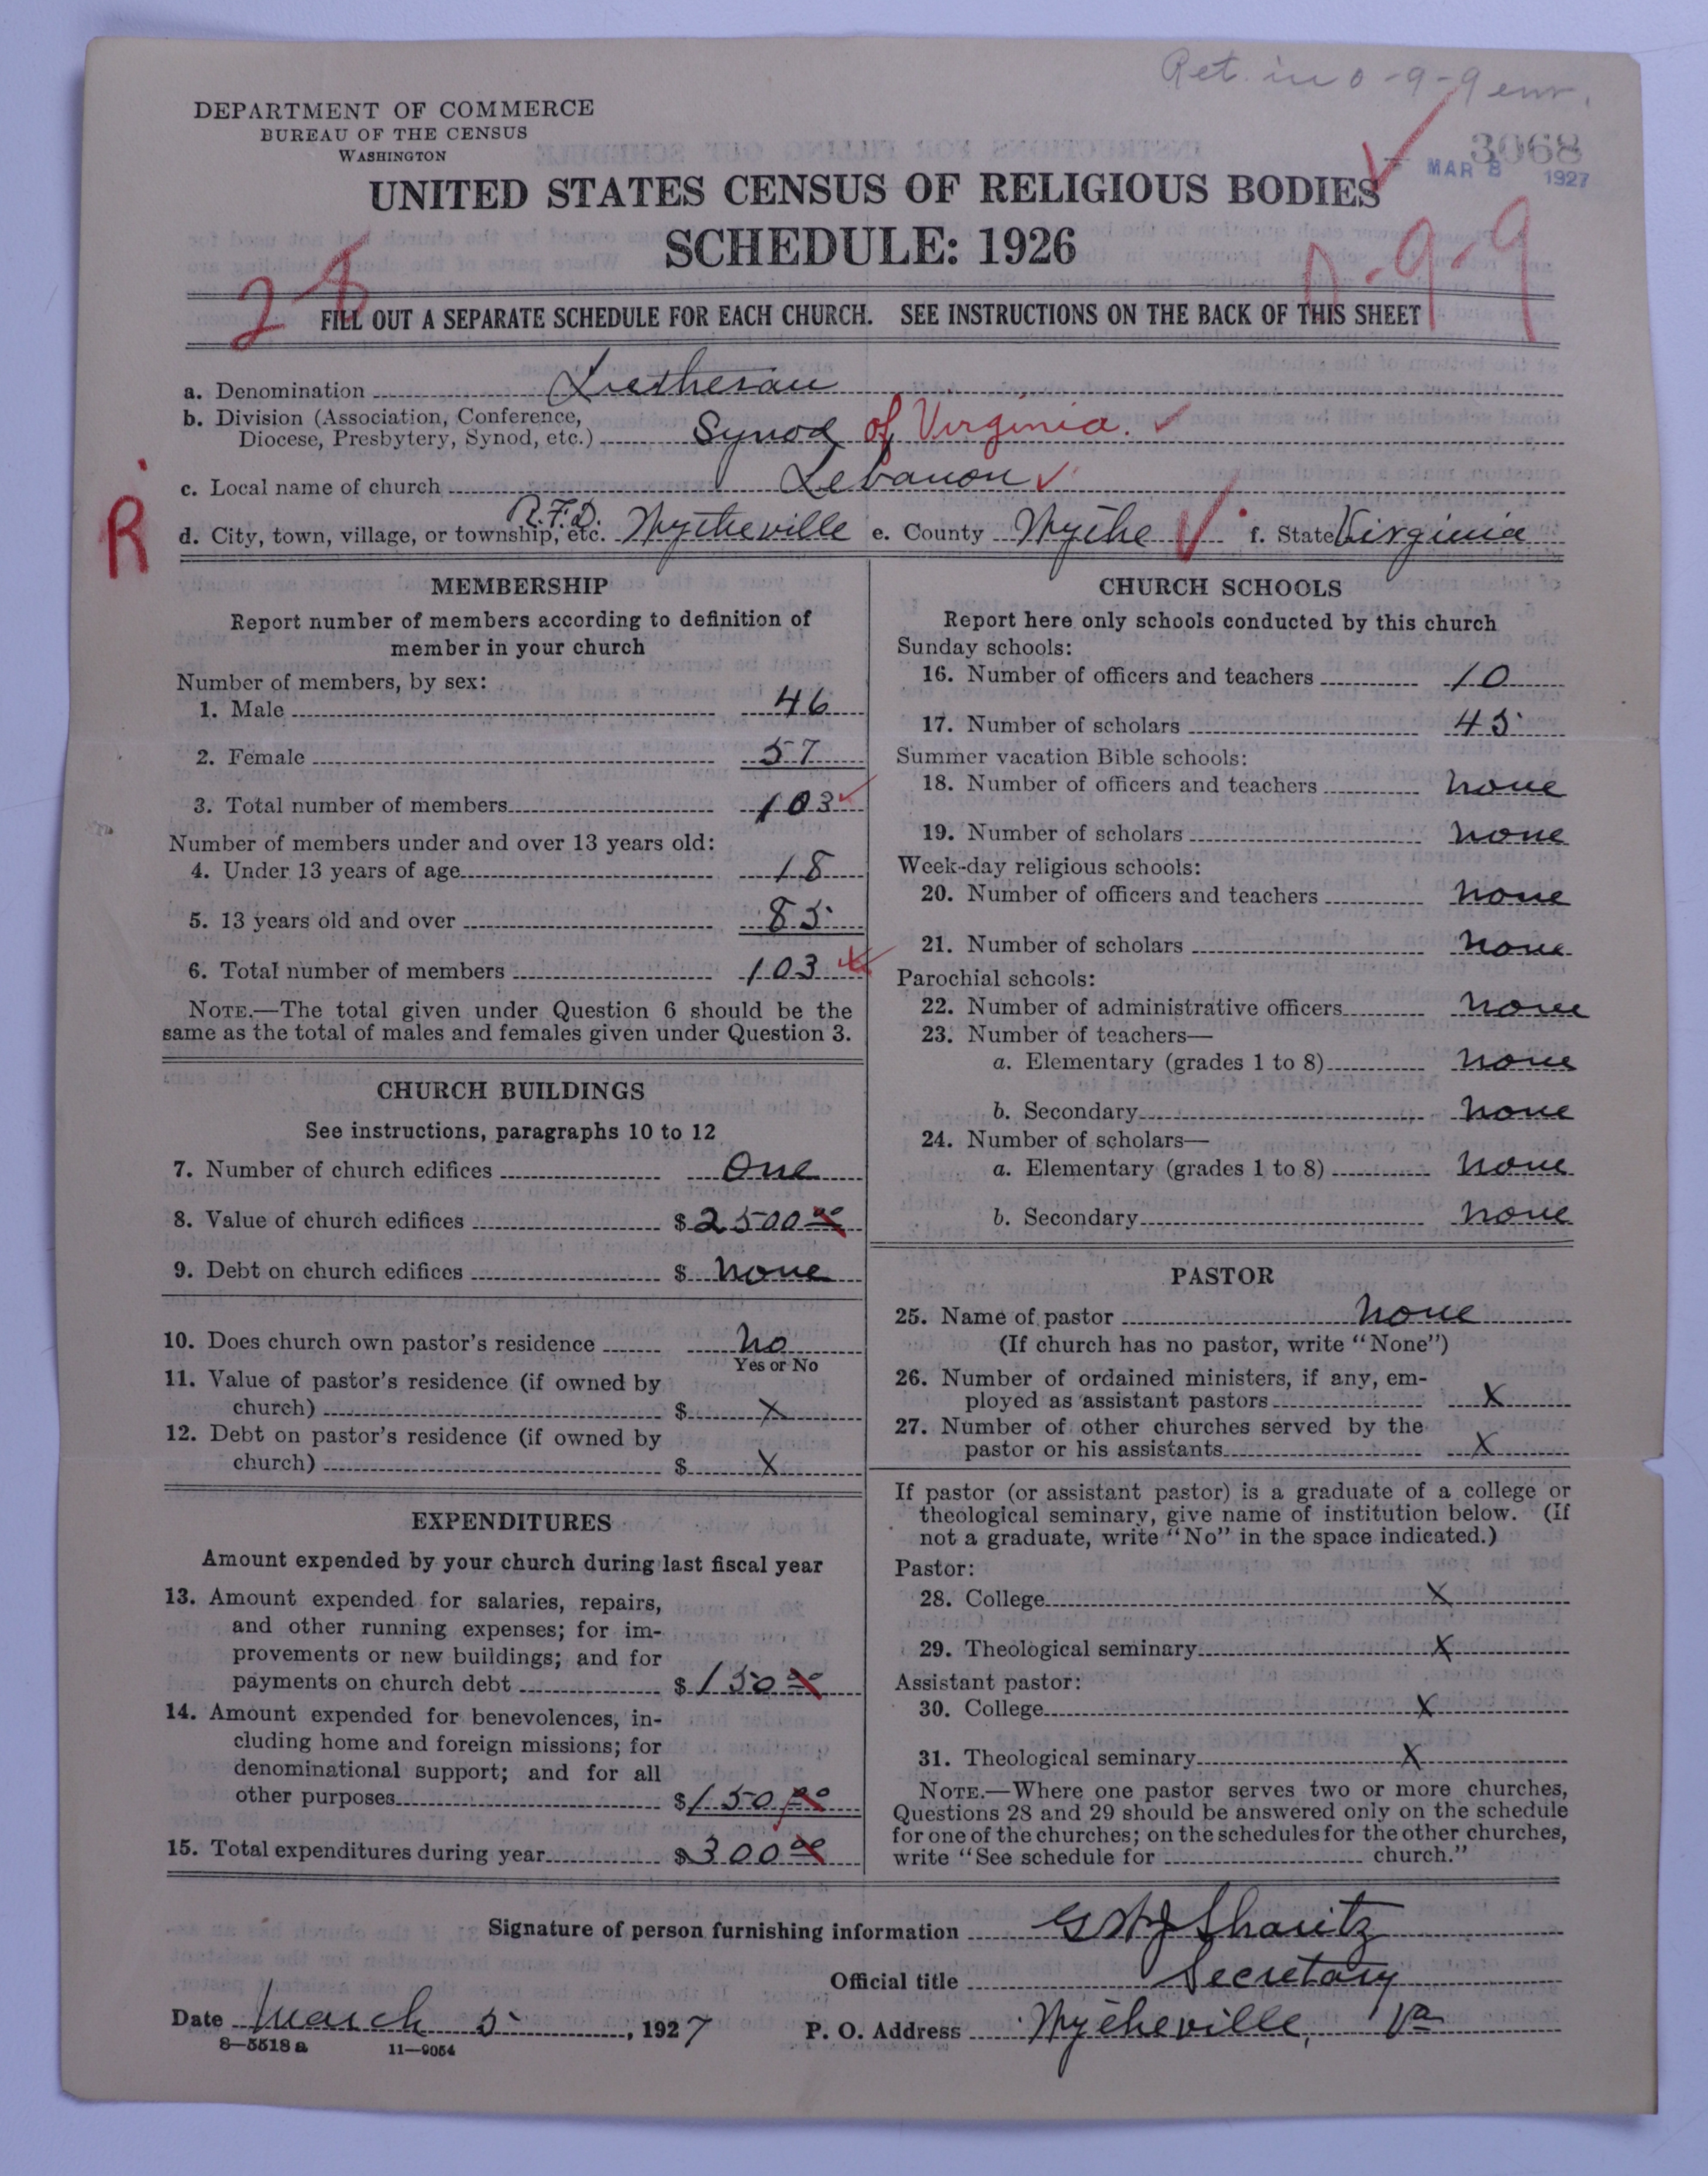 Ret. in 0-9-9 env.
DEPARTMENT OF COMMERCE
BUREAU OF THE CENSUS
WASHINGTON
3068
MAR 8 1927
UNITED STATES CENSUS OF RELIGIOUS BODIES
SCHEDULE: 1926
28
0-9-9
FILL OUT A SEPARATE SCHEDULE FOR EACH CHURCH. SEE INSTRUCTIONS ON THE BACK OF THIS SHEET
a. Denomination Lutheran
b. Division (Association, Conference,
Diocese, Presbytery, Synod, etc.) Synod of Virginia.
c. Local name of church Lebanon
R
R.F.D.
d. City, town, village, or township, etc. Wytheville e. County Wythe f. State Virginia
MEMBERSHIP
Report number of members according to definition of
member in your church
Number of members, by sex:
1. Male 46
2. Female 57
3. Total number of members 103
Number of members under and over 13 years old:
4. Under 13 years of age 18
5. 13 years old and over 85
6. Total number of members 103
NOTE.—The total given under Question 6 should be the
same as the total of males and females given under Question 3.
CHURCH BUILDINGS
See instructions, paragraphs 10 to 12
7. Number of church edifices One
8. Value of church edifices $ 2500 00
9. Debt on church edifices $ none
10. Does church own pastor's residence no
Yes or No
11. Value of pastor's residence (if owned by
church) $ X
12. Debt on pastor's residence (if owned by
church) $ X
EXPENDITURES
Amount expended by your church during last fiscal year
13. Amount expended for salaries, repairs,
and other running expenses; for im-
provements or new buildings; and for
payments on church debt $ 150 00
14. Amount expended for benevolences, in-
cluding home and foreign missions; for
denominational support; and for all
other purposes $ 150 00
15. Total expenditures during year $ 300 00
CHURCH SCHOOLS
Report here only schools conducted by this church
Sunday schools:
16. Number of officers and teachers 10
17. Number of scholars 45
Summer vacation Bible schools:
18. Number of officers and teachers none
19. Number of scholars none
Week-day religious schools:
20. Number of officers and teachers none
21. Number of scholars none
Parochial schools:
22. Number of administrative officers none
23. Number of teachers—
a. Elementary (grades 1 to 8) none
b. Secondary none
24. Number of scholars—
a. Elementary (grades 1 to 8) none
b. Secondary none
PASTOR
25. Name of pastor none
(If church has no pastor, write "None")
26. Number of ordained ministers, if any, em-
ployed as assistant pastors X
27. Number of other churches served by the
pastor or his assistants X
If pastor (or assistant pastor) is a graduate of a college or
theological seminary, give name of institution below. (If
not a graduate, write "No" in the space indicated.)
Pastor:
28. College X
29. Theological seminary X
Assistant pastor:
30. College X
31. Theological seminary X
NOTE.—Where one pastor serves two or more churches,
Questions 28 and 29 should be answered only on the schedule
for one of the churches; on the schedules for the other churches,
write "See schedule for church."
Signature of person furnishing information Sharitz
Official title Secretary
Date March 5, 1927 P. O. Address Wytheville, Va
8—5518 a 11—9054